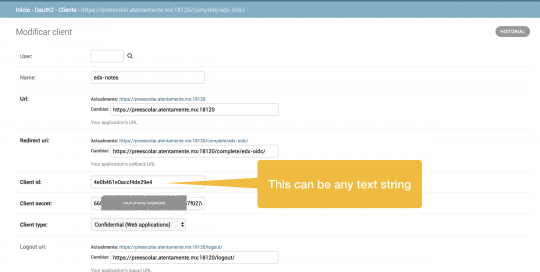 Inicio › Oauth2 › Clients › https://preescolar.atentamente.mx:18120/complete/edx-oidc/
Modificar client
HISTORIAL
User:
Name: edx-notes
Url: Actualmente: https://preescolar.atentamente.mx:18120
Cambiar: https://preescolar.atentamente.mx:18120
Your application's URL
Redirect uri: Actualmente: https://preescolar.atentamente.mx:18120/complete/edx-oidc/
Cambiar: https://preescolar.atentamente.mx:18120/complete/edx-oidc/
Your application's callback URL
Client id: 4e0b461e0accf4de29e4
This can be any text string
Client secret:
Client type: Confidential (Web applications)
Logout uri: Actualmente: https://preescolar.atentamente.mx:18120/logout/
Cambiar: https://preescolar.atentamente.mx:18120/logout/
Your application's logout URL